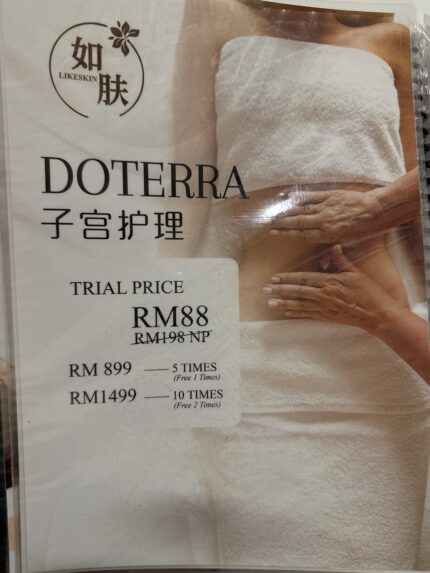 如
LIKESKIN
肤
DOTERRA
子宫护理
TRIAL PRICE
RM88
RM198 NP
RM 899 —— 5 TIMES
(Free 1 Times)
RM1499 —— 10 TIMES
(Free 2 Times)